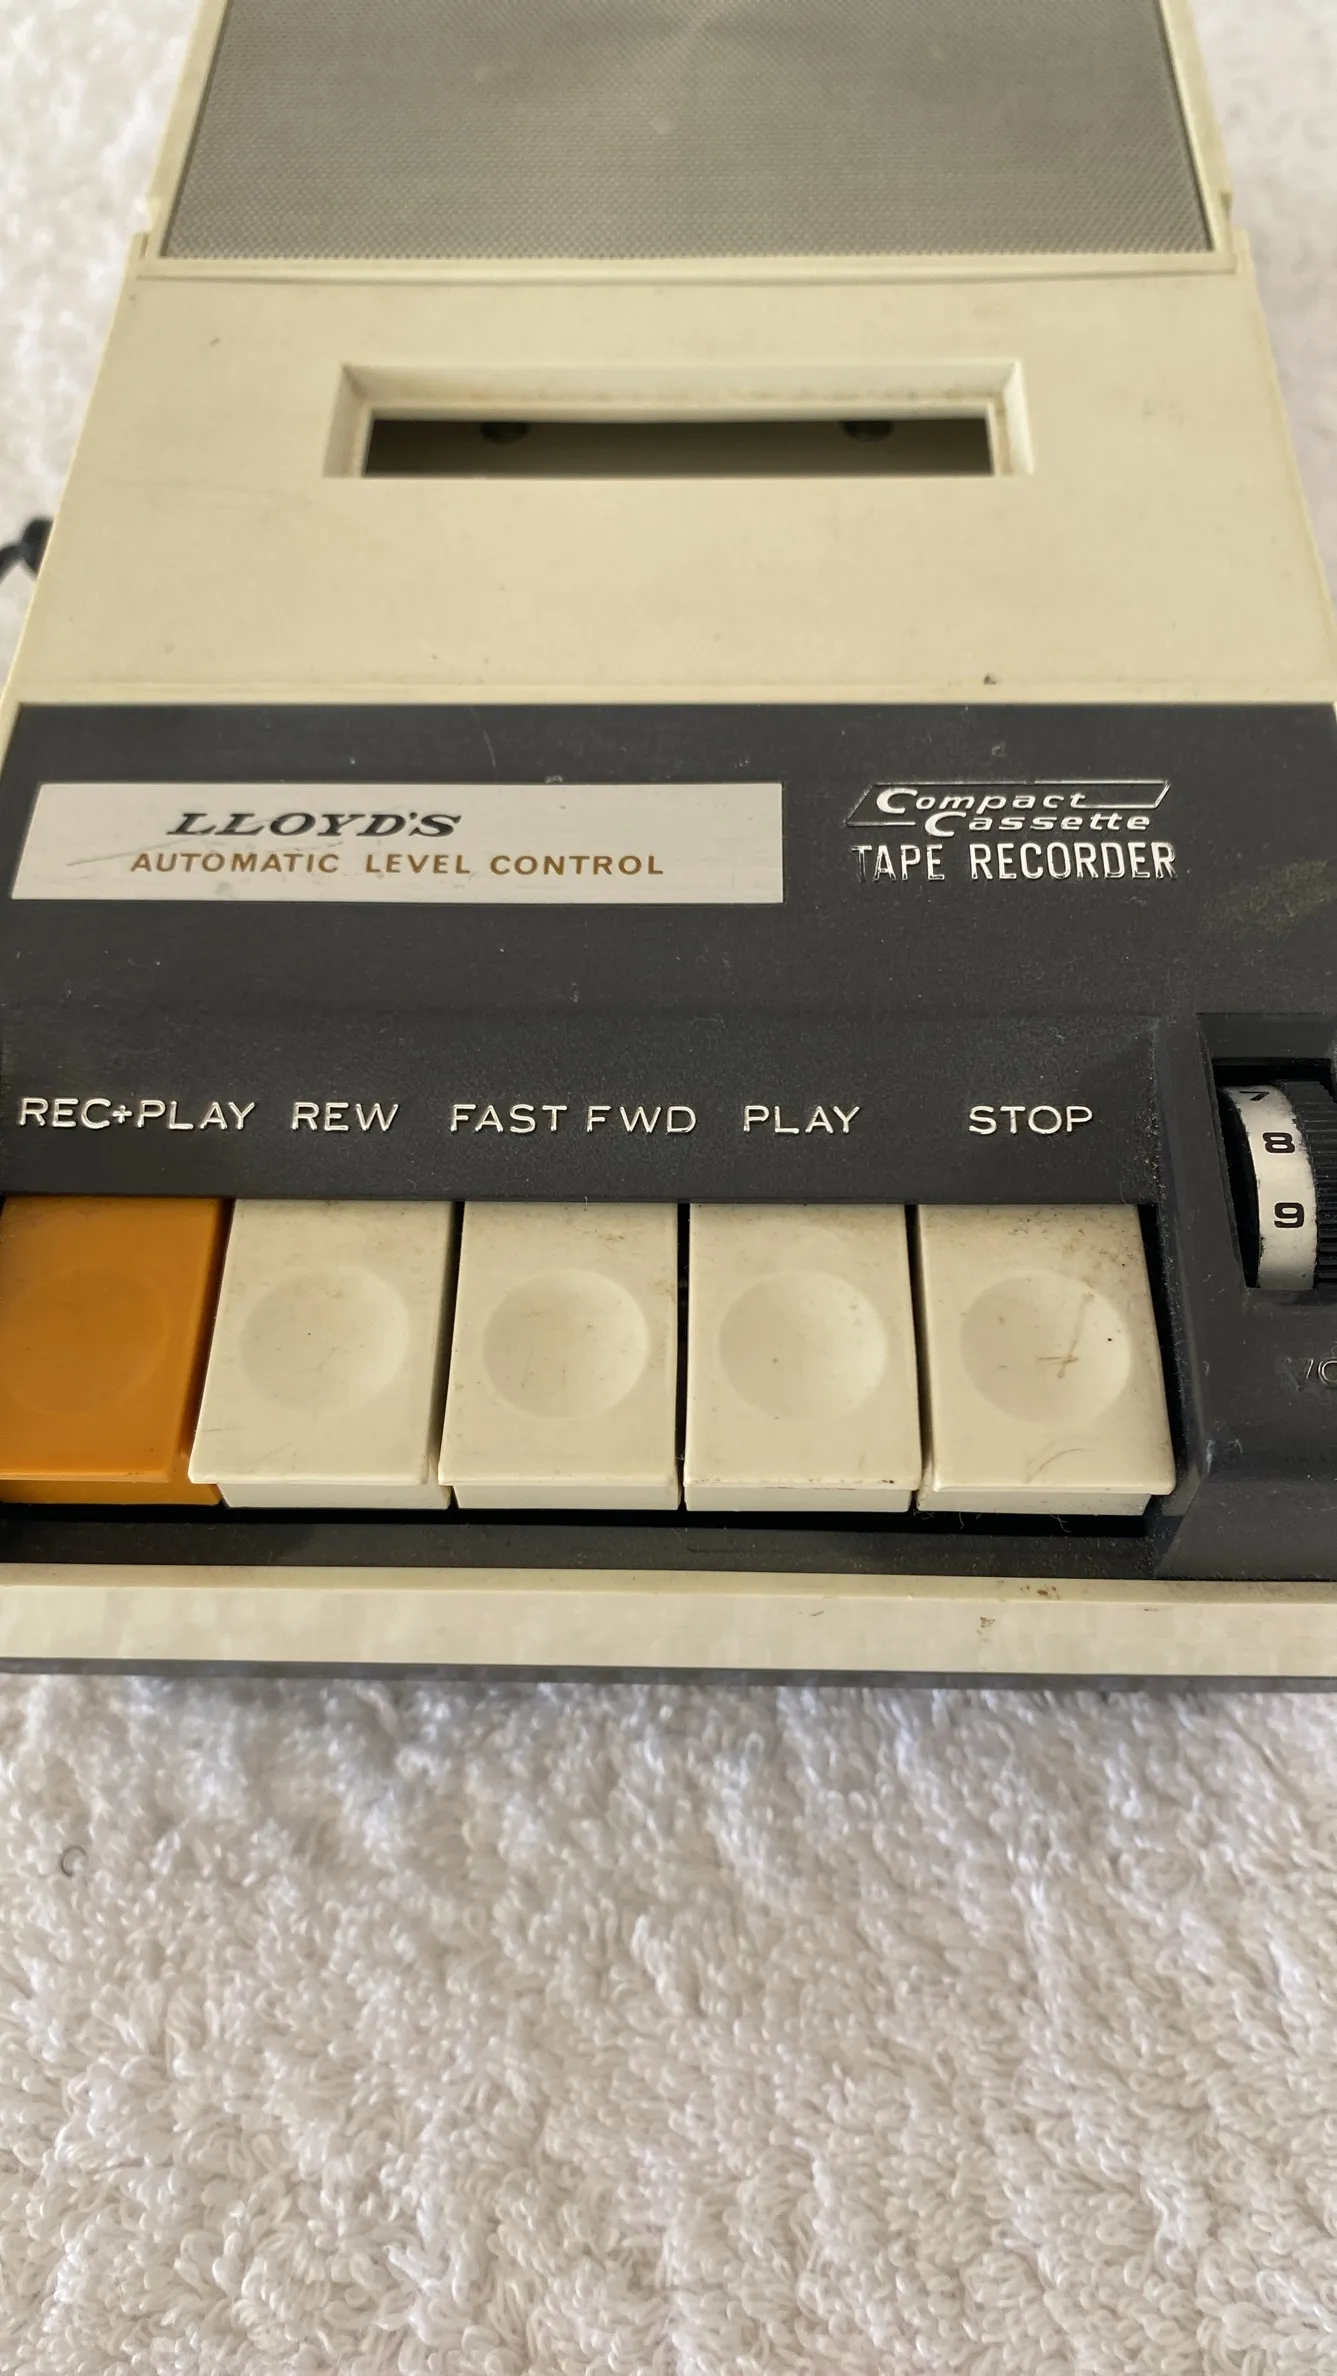 LLOYD'S
AUTOMATIC LEVEL CONTROL
Compact
Cassette
TAPE RECORDER
REC+PLAY REW FAST FWD PLAY STOP
7
8
9